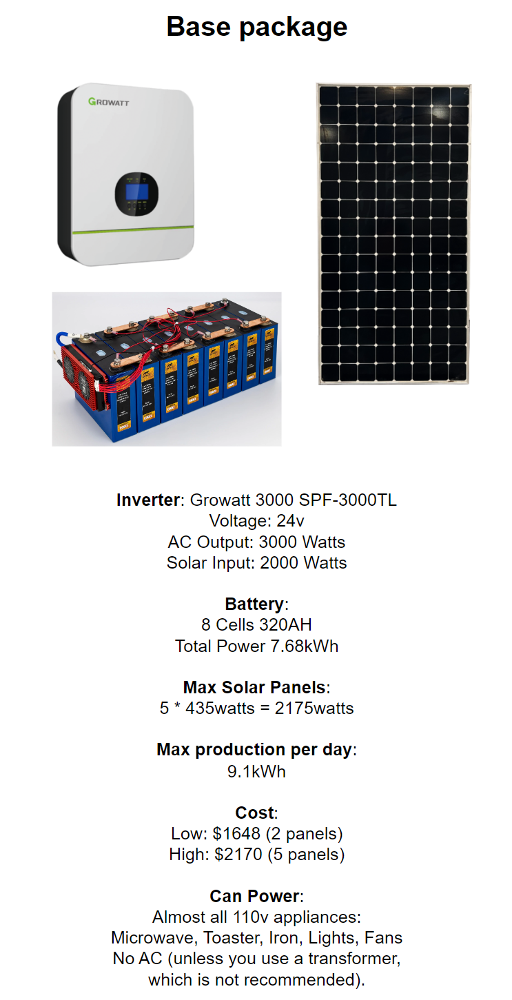 Base package
GROWATT
Inverter: Growatt 3000 SPF-3000TL
Voltage: 24v
AC Output: 3000 Watts
Solar Input: 2000 Watts
Battery:
8 Cells 320AH
Total Power 7.68kWh
Max Solar Panels:
5 * 435watts = 2175watts
Max production per day:
9.1kWh
Cost:
Low: $1648 (2 panels)
High: $2170 (5 panels)
Can Power:
Almost all 110v appliances:
Microwave, Toaster, Iron, Lights, Fans
No AC (unless you use a transformer,
which is not recommended).